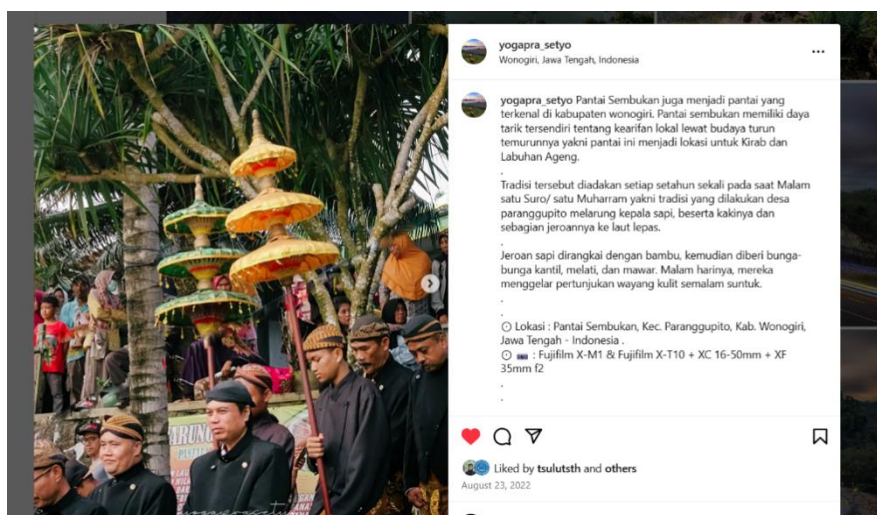 yogapra_setyo
Wonogiri, Jawa Tengah, Indonesia
yogapra_setyo Pantai Sembukan juga menjadi pantai yang
terkenal di kabupaten wonogiri. Pantai sembukan memiliki daya
tarik tersendiri tentang kearifan lokal lewat budaya turun
temurunnya yakni pantai ini menjadi lokasi untuk Kirab dan
Labuhan Ageng.
.
Tradisi tersebut diadakan setiap setahun sekali pada saat Malam
satu Suro/ satu Muharram yakni tradisi yang dilakukan desa
paranggupito melarung kepala sapi, beserta kakinya dan
sebagian jeroannya ke laut lepas.
.
Jeroan sapi dirangkai dengan bambu, kemudian diberi bunga-
bunga kantil, melati, dan mawar. Malam harinya, mereka
menggelar pertunjukan wayang kulit semalam suntuk.
.
.
Lokasi : Pantai Sembukan, Kec. Paranggupito, Kab. Wonogiri,
Jawa Tengah - Indonesia .
: Fujifilm X-M1 & Fujifilm X-T10 + XC 16-50mm + XF
35mm f2
.
.
Liked by tsulutsth and others
August 23, 2022